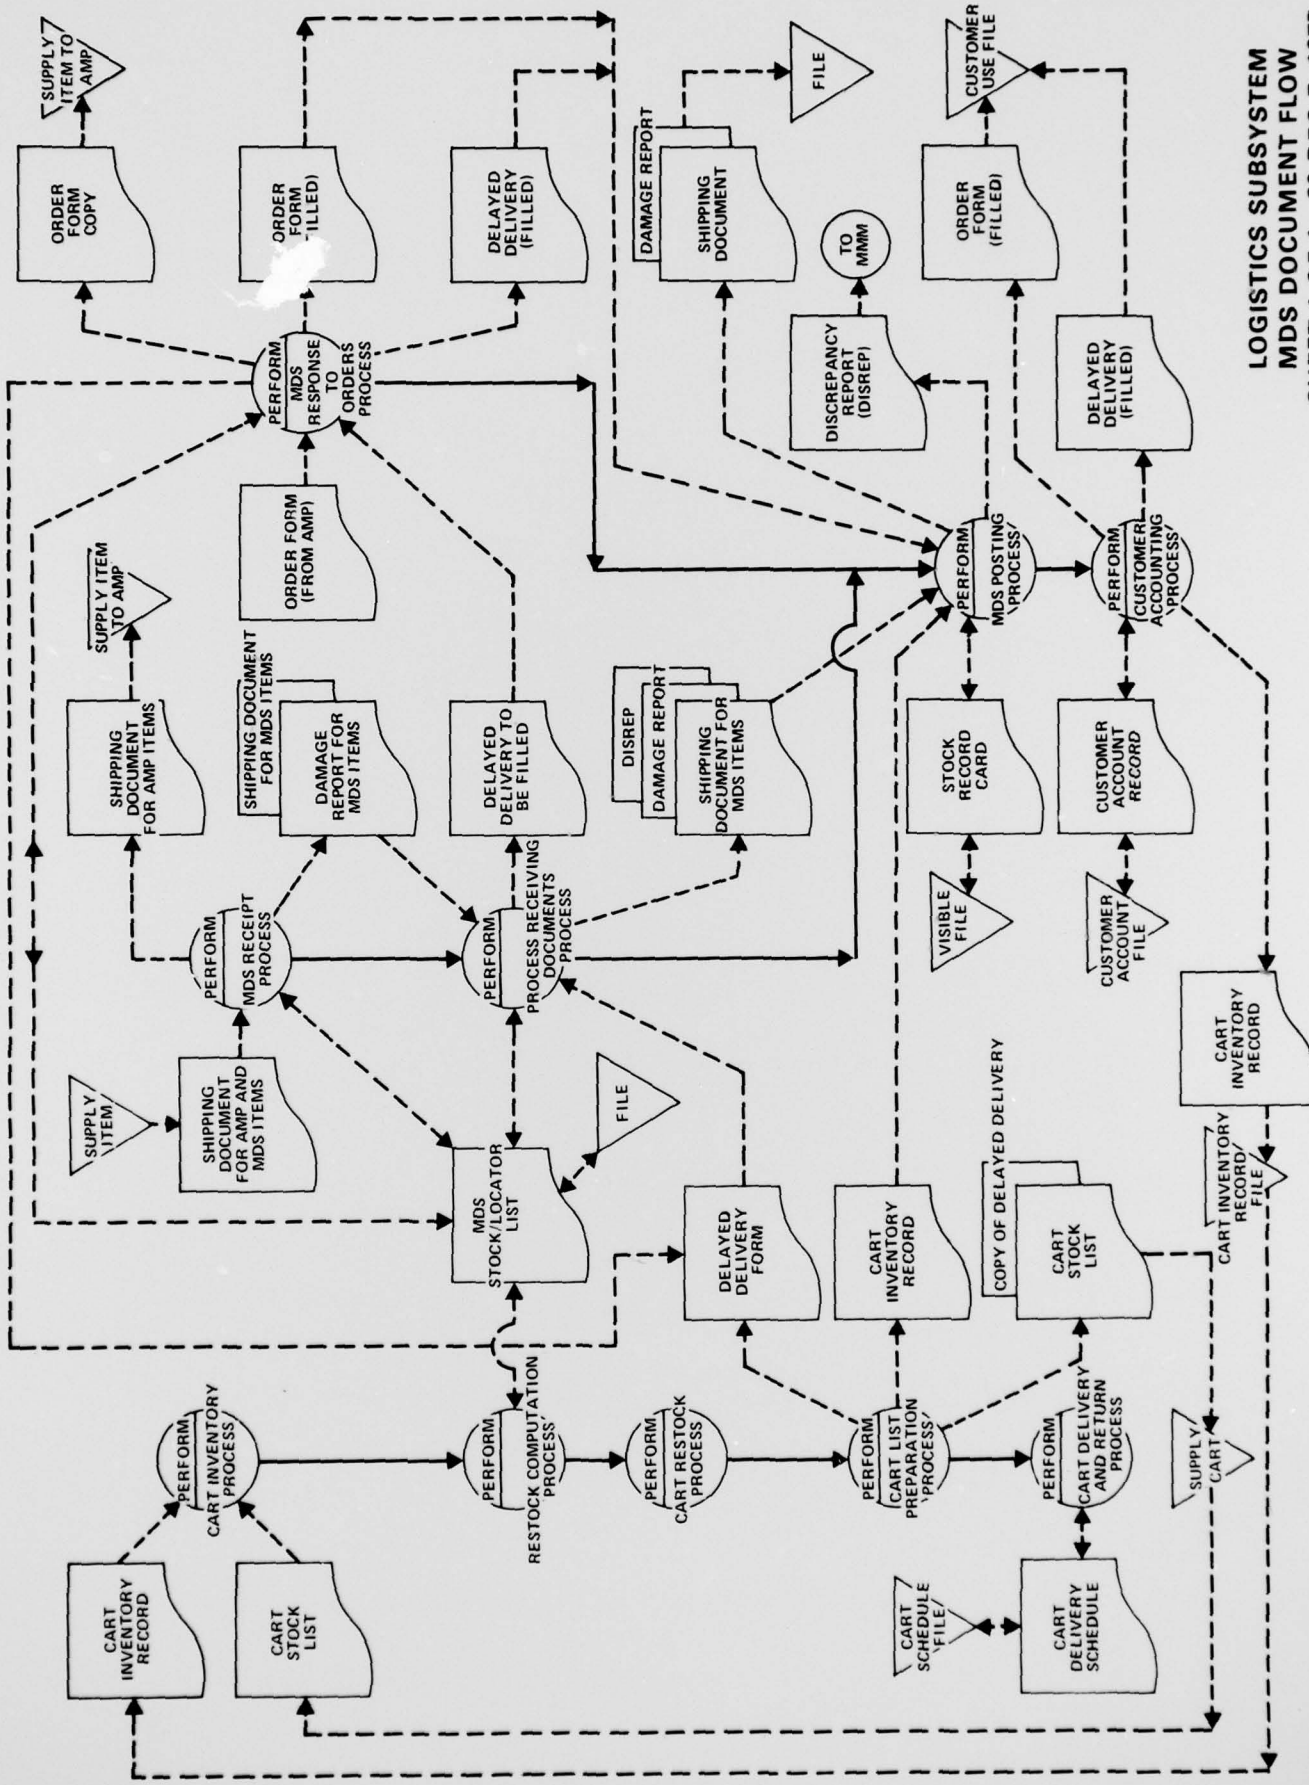 SUPPLY
ITEM TO
AMP
ORDER
FORM
COPY
ORDER
FORM
DELAYED
DELIVERY
(FILLED)
DAMAGE REPORT
SHIPPING
DOCUMENT
FILE
CUSTOMER
USE FILE
TO
MMM
ORDER
FORM
(FILLED)
DISCREPANCY
REPORT
(DISREP)
DELAYED
DELIVERY
(FILLED)
LOGISTICS SUBSYSTEM
MDS DOCUMENT FLOW
PERFORM
MDS
RESPONSE
TO
ORDERS
PROCESS
ORDER FORM
(FROM AMP)
SUPPLY ITEM
TO AMP
PERFORM
MDS POSTING
PROCESS
PERFORM
CUSTOMER
ACCOUNTING
PROCESS
SHIPPING
DOCUMENT
FOR AMP ITEMS
SHIPPING DOCUMENT
FOR MDS ITEMS
DAMAGE
REPORT FOR
MDS ITEMS
DELAYED
DELIVERY TO
BE FILLED
DISREP
DAMAGE REPORT
SHIPPING
DOCUMENT FOR
MDS ITEMS
STOCK
RECORD
CARD
CUSTOMER
ACCOUNT
RECORD
PERFORM
MDS RECEIPT
PROCESS
PERFORM
PROCESS RECEIVING
DOCUMENTS
PROCESS
VISIBLE
FILE
CUSTOMER
ACCOUNT
FILE
SUPPLY
ITEM
SHIPPING
DOCUMENT
FOR AMP AND
MDS ITEMS
MDS
STOCK/LOCATOR
LIST
FILE
CART
INVENTORY
RECORD
DELAYED
DELIVERY
FORM
CART
INVENTORY
RECORD
COPY OF DELAYED DELIVERY
CART
STOCK
LIST
CART INVENTORY
RECORD
FILE
PERFORM
CART INVENTORY
PROCESS
PERFORM
RESTOCK COMPUTATION
PROCESS
PERFORM
CART RESTOCK
PROCESS
PERFORM
CART LIST
PREPARATION
PROCESS
PERFORM
CART DELIVERY
AND RETURN
PROCESS
SUPPLY
CART
CART
INVENTORY
RECORD
CART
STOCK
LIST
CART
SCHEDULE
FILE
CART
DELIVERY
SCHEDULE